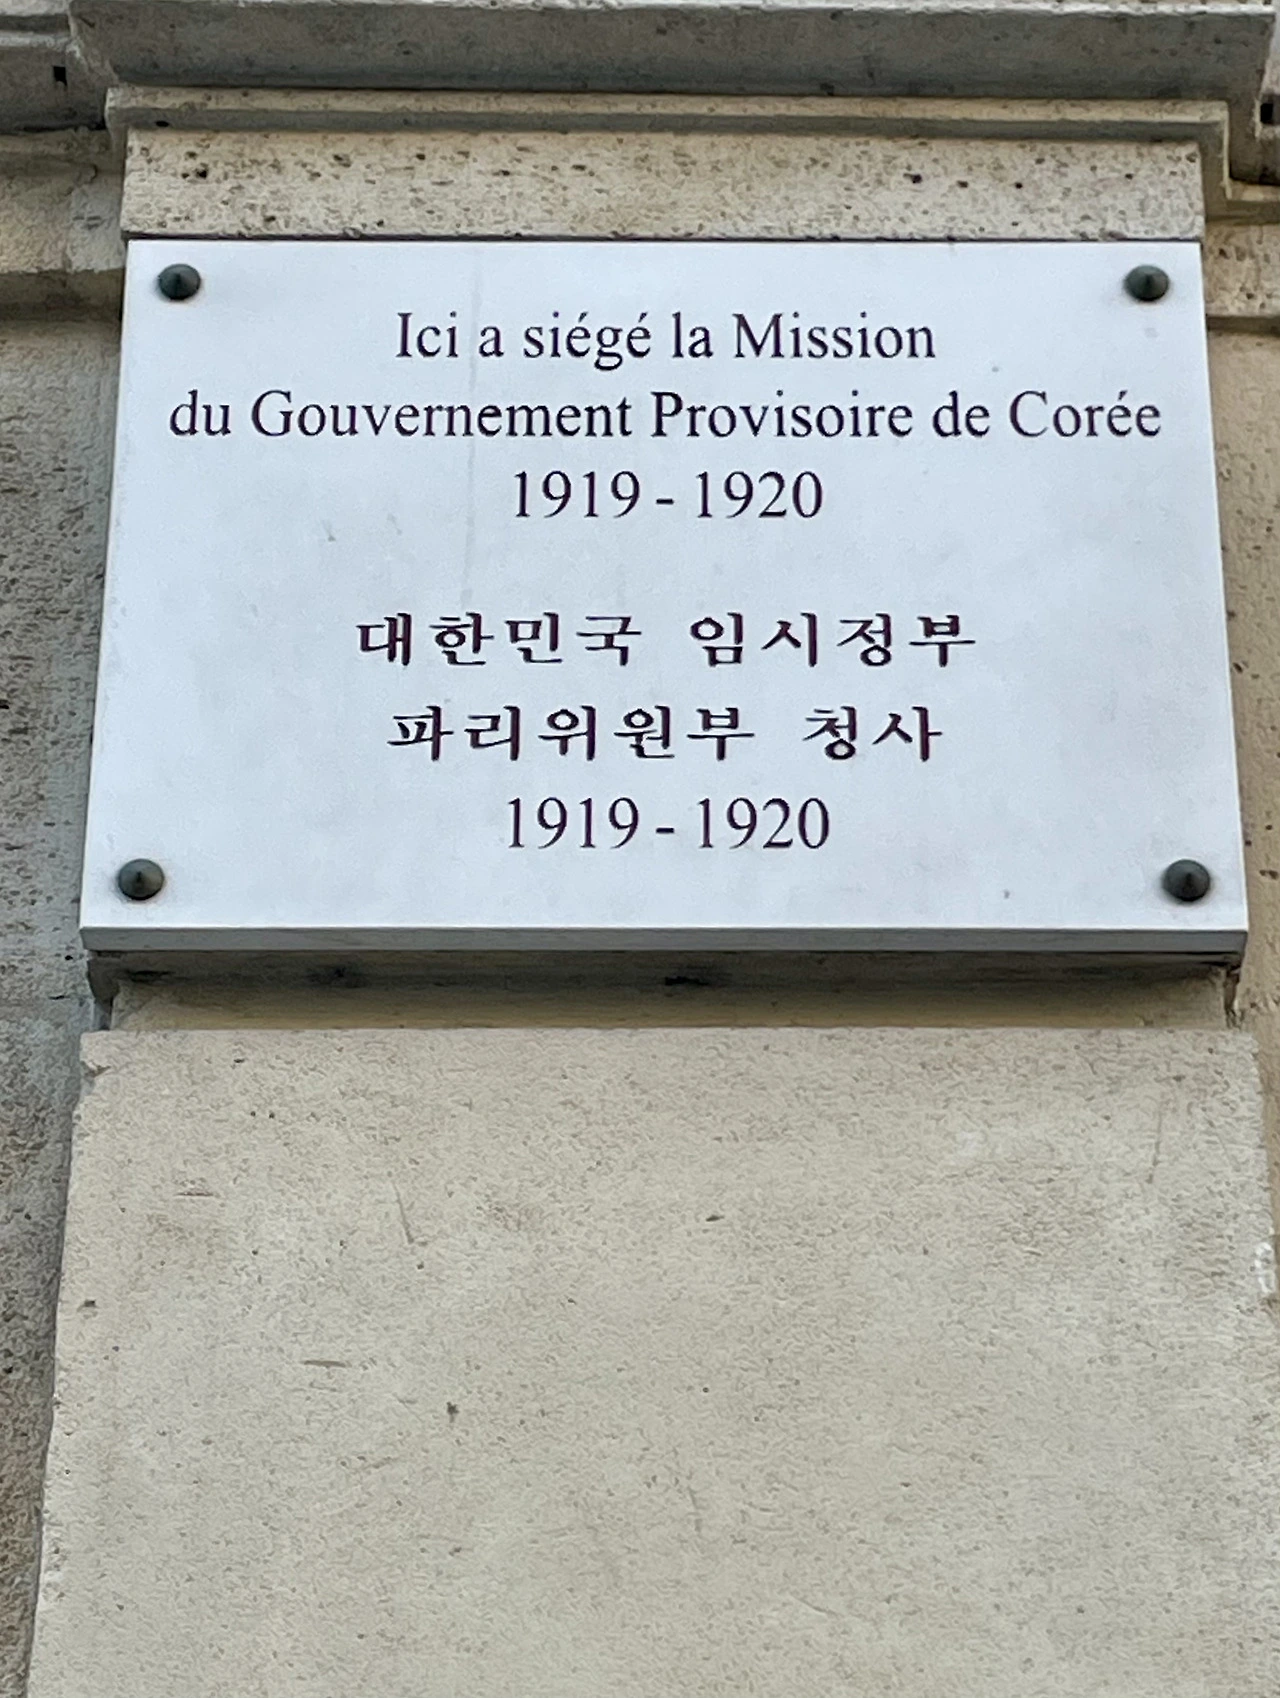 Ici a siégé la Mission
du Gouvernement Provisoire de Corée
1919 - 1920
대한민국 임시정부
파리위원부 청사
1919 - 1920